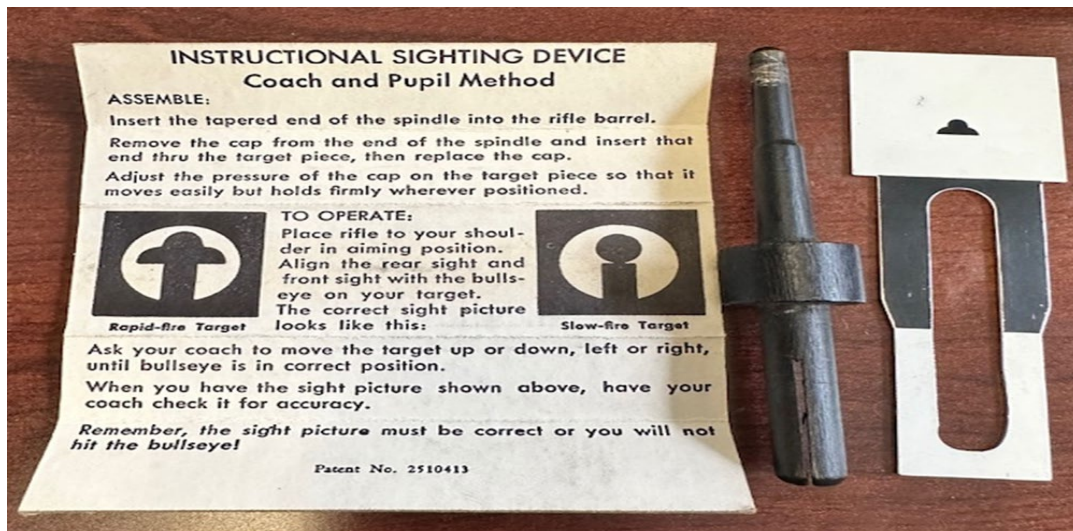 INSTRUCTIONAL SIGHTING DEVICE
Coach and Pupil Method
ASSEMBLE:
Insert the tapered end of the spindle into the rifle barrel.
Remove the cap from the end of the spindle and insert that
end thru the target piece, then replace the cap.
Adjust the pressure of the cap on the target piece so that it
moves easily but holds firmly wherever positioned.
TO OPERATE:
Place rifle to your shoul-
der in aiming position.
Align the rear sight and
front sight with the bulls-
eye on your target.
The correct sight picture
looks like this:
Rapid-fire Target
Slow-fire Target
Ask your coach to move the target up or down, left or right,
until bullseye is in correct position.
When you have the sight picture shown above, have your
coach check it for accuracy.
Remember, the sight picture must be correct or you will not
hit the bullseye!
Patent No. 2510413